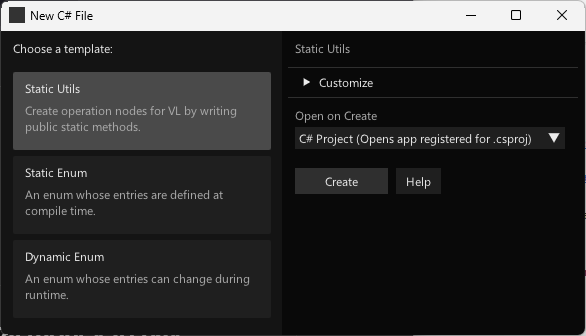 New C# File
Choose a template:
Static Utils
Create operation nodes for VL by writing
public static methods.
Static Enum
An enum whose entries are defined at
compile time.
Dynamic Enum
An enum whose entries can change during
runtime.
Static Utils
Customize
Open on Create
C# Project (Opens app registered for .csproj)
Create
Help